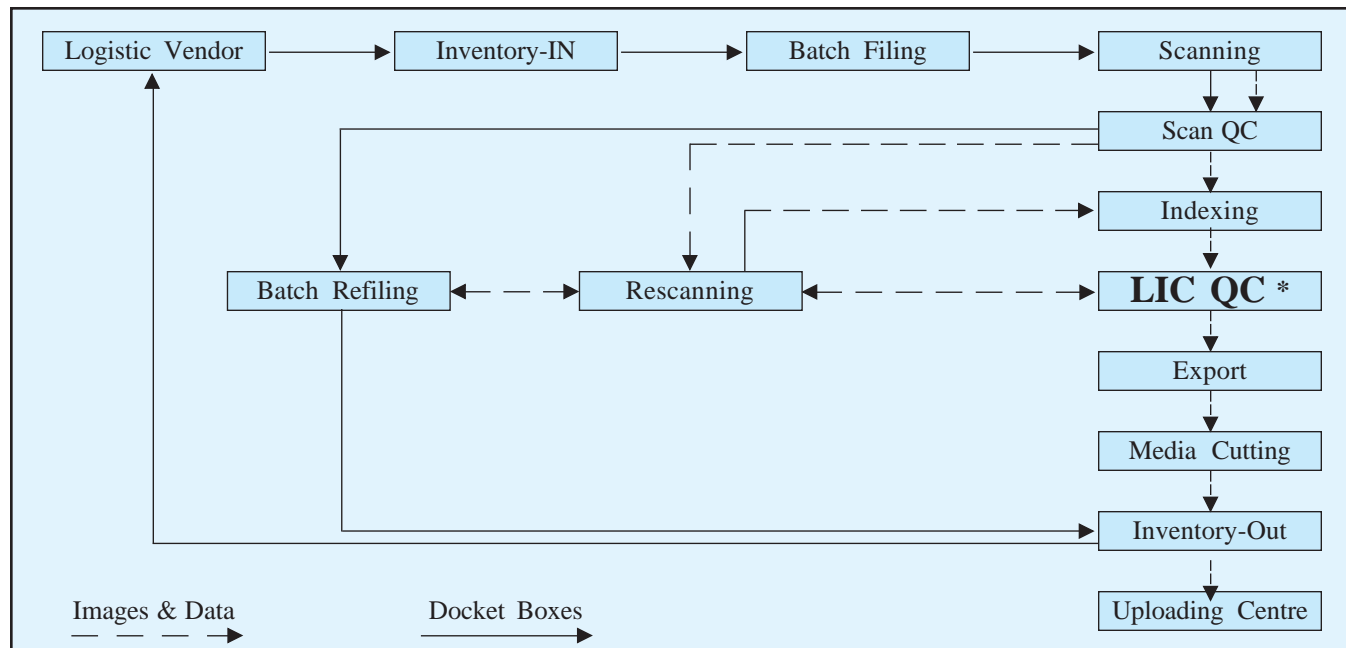 Logistic Vendor
Inventory-IN
Batch Filing
Scanning
Scan QC
Indexing
Batch Refiling
Rescanning
LIC QC *
Export
Media Cutting
Inventory-Out
Images & Data
Docket Boxes
Uploading Centre